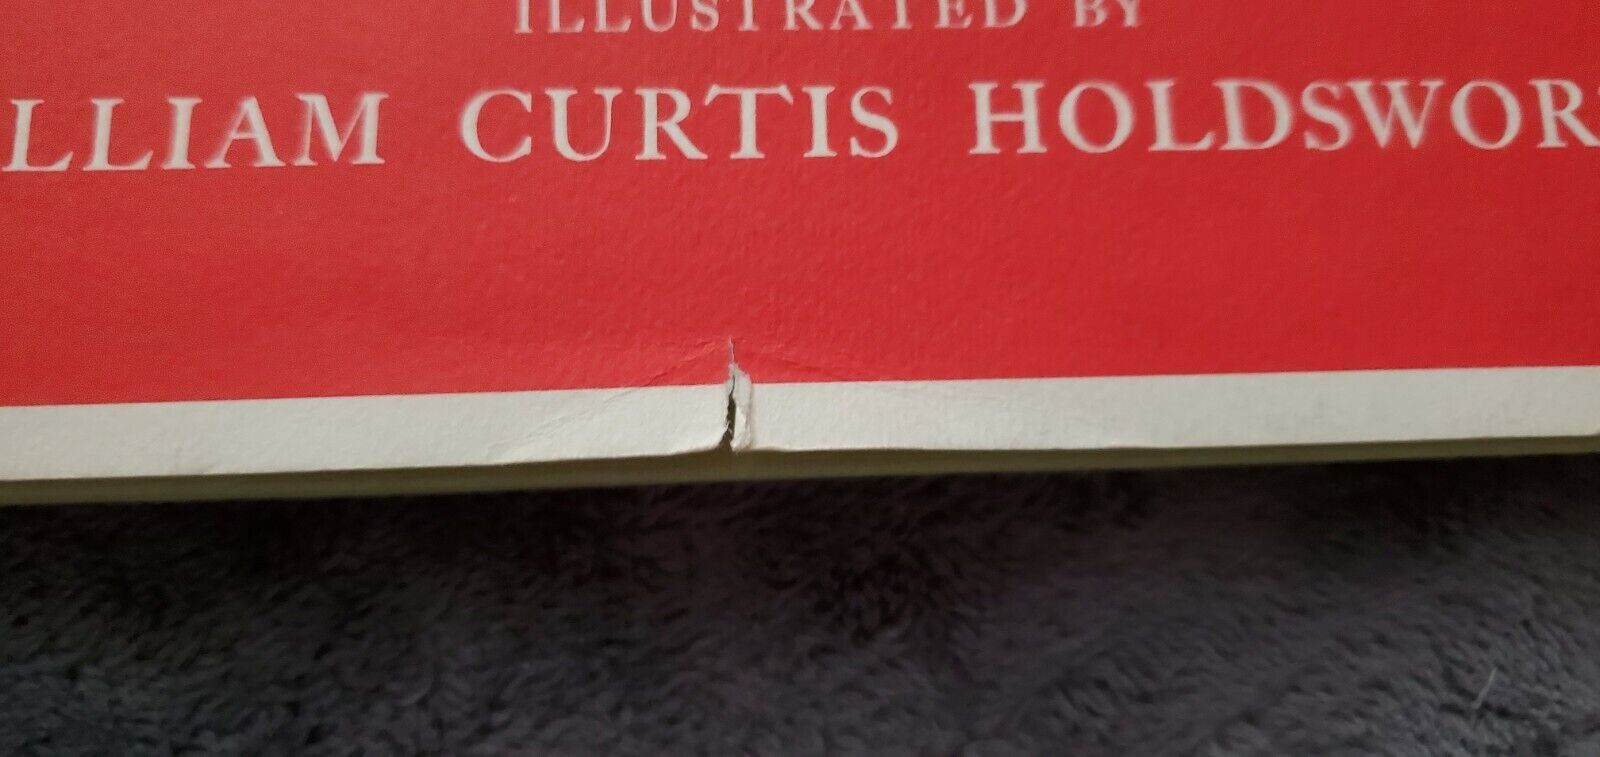 ILLUSTRATED BY
LLIAM CURTIS HOLDSWOR